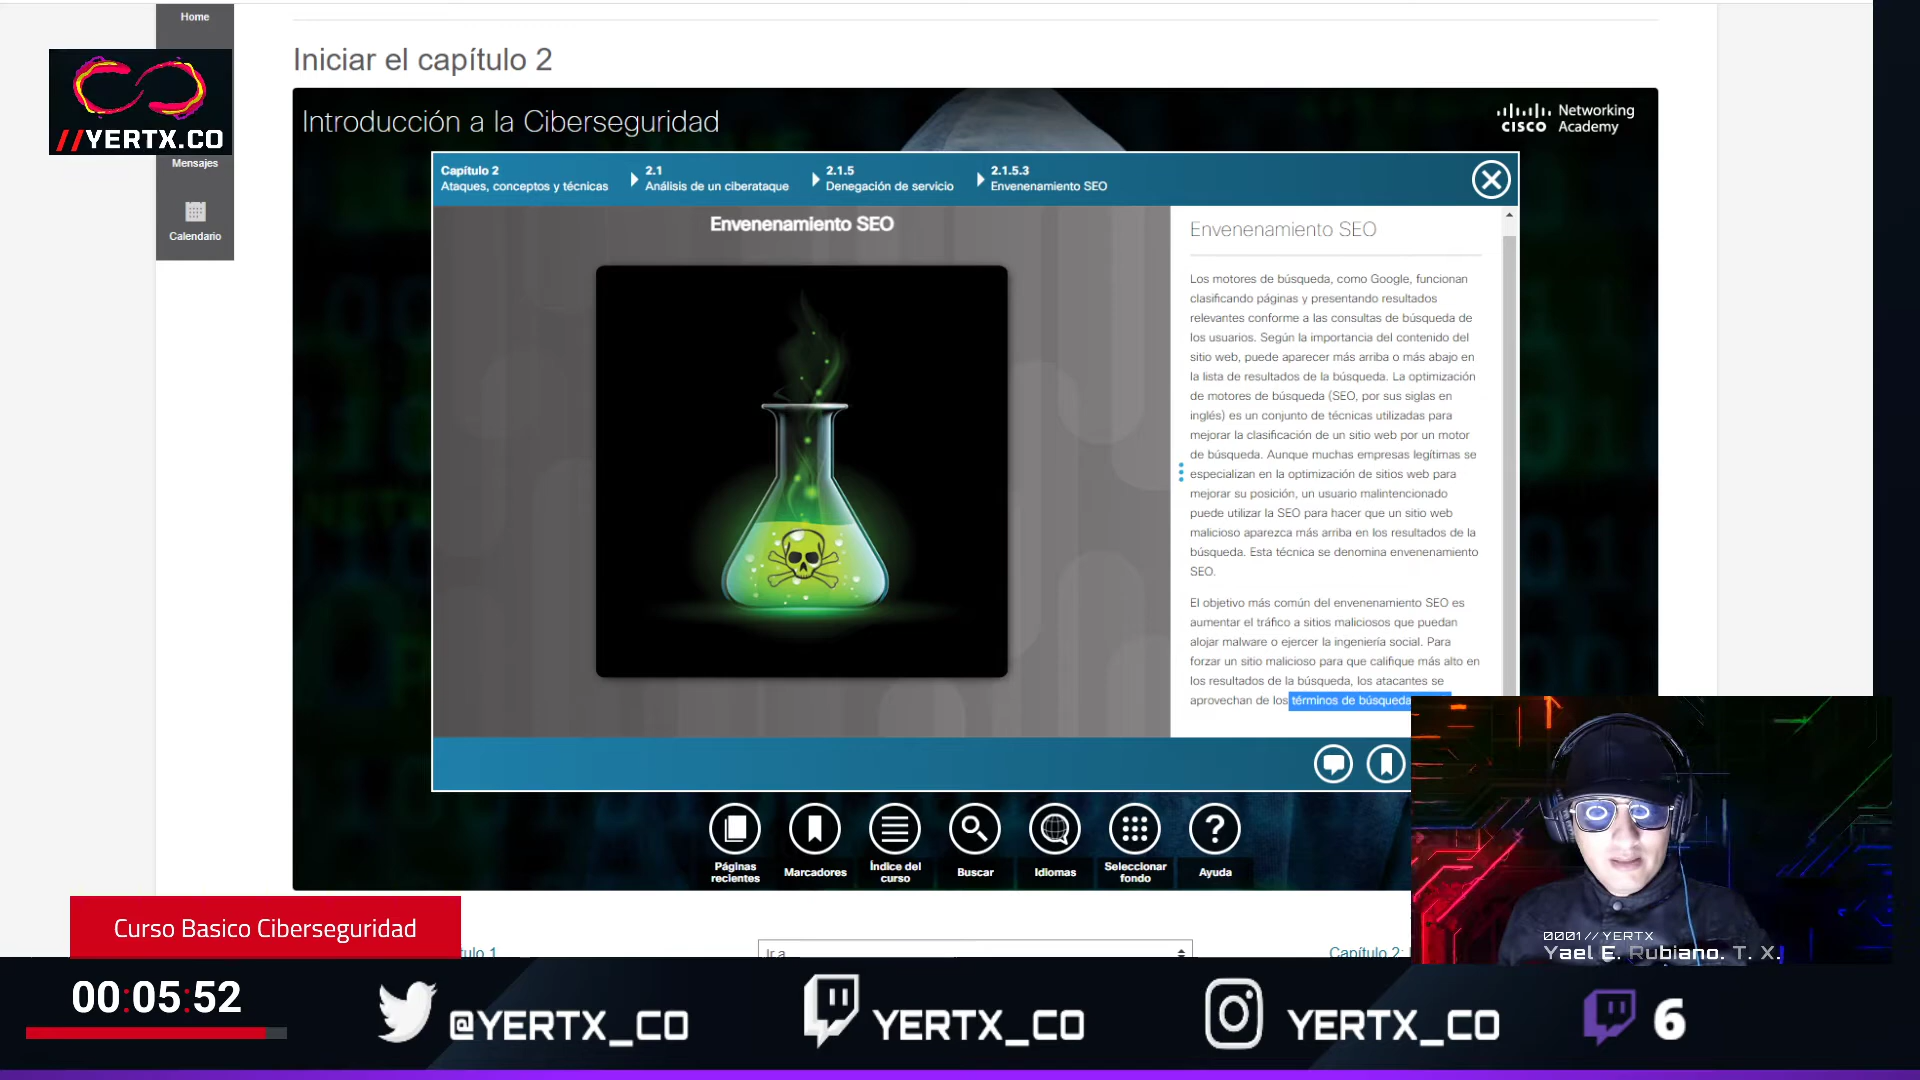 Home
Iniciar el capítulo 2
//YERTX.CO
Mensajes
Calendario
Introducción a la Ciberseguridad
Networking
CISCO Academy
Capítulo 2
Ataques, conceptos y técnicas
2.1
Análisis de un ciberataque
2.1.5
Denegación de servicio
2.1.5.3
Envenenamiento SEO
Envenenamiento SEO
Envenenamiento SEO
Los motores de búsqueda, como Google, funcionan
clasificando páginas y presentando resultados
relevantes conforme a las consultas de búsqueda de
los usuarios. Según la importancia del contenido del
sitio web, puede aparecer más arriba o más abajo en
la lista de resultados de la búsqueda. La optimización
de motores de búsqueda (SEO, por sus siglas en
inglés) es un conjunto de técnicas utilizadas para
mejorar la clasificación de un sitio web por un motor
de búsqueda. Aunque muchas empresas legítimas se
especializan en la optimización de sitios web para
mejorar su posición, un usuario malintencionado
puede utilizar la SEO para hacer que un sitio web
malicioso aparezca más arriba en los resultados de la
búsqueda. Esta técnica se denomina envenenamiento
SEO.
El objetivo más común del envenenamiento SEO es
aumentar el tráfico a sitios maliciosos que puedan
alojar malware o ejercer la ingeniería social. Para
forzar un sitio malicioso para que califique más alto en
los resultados de la búsqueda, los atacantes se
aprovechan de los términos de búsqueda
Páginas
recientes
Marcadores
Índice del
curso
Buscar
Idiomas
Seleccionar
fondo
Ayuda
Curso Basico Ciberseguridad
tulo 1
Ir a
Capítulo 2:
0001//YERTX
Yael E. Rubiano. T. X.
00:05:52
@YERTX_CO
YERTX_CO
YERTX_CO
6